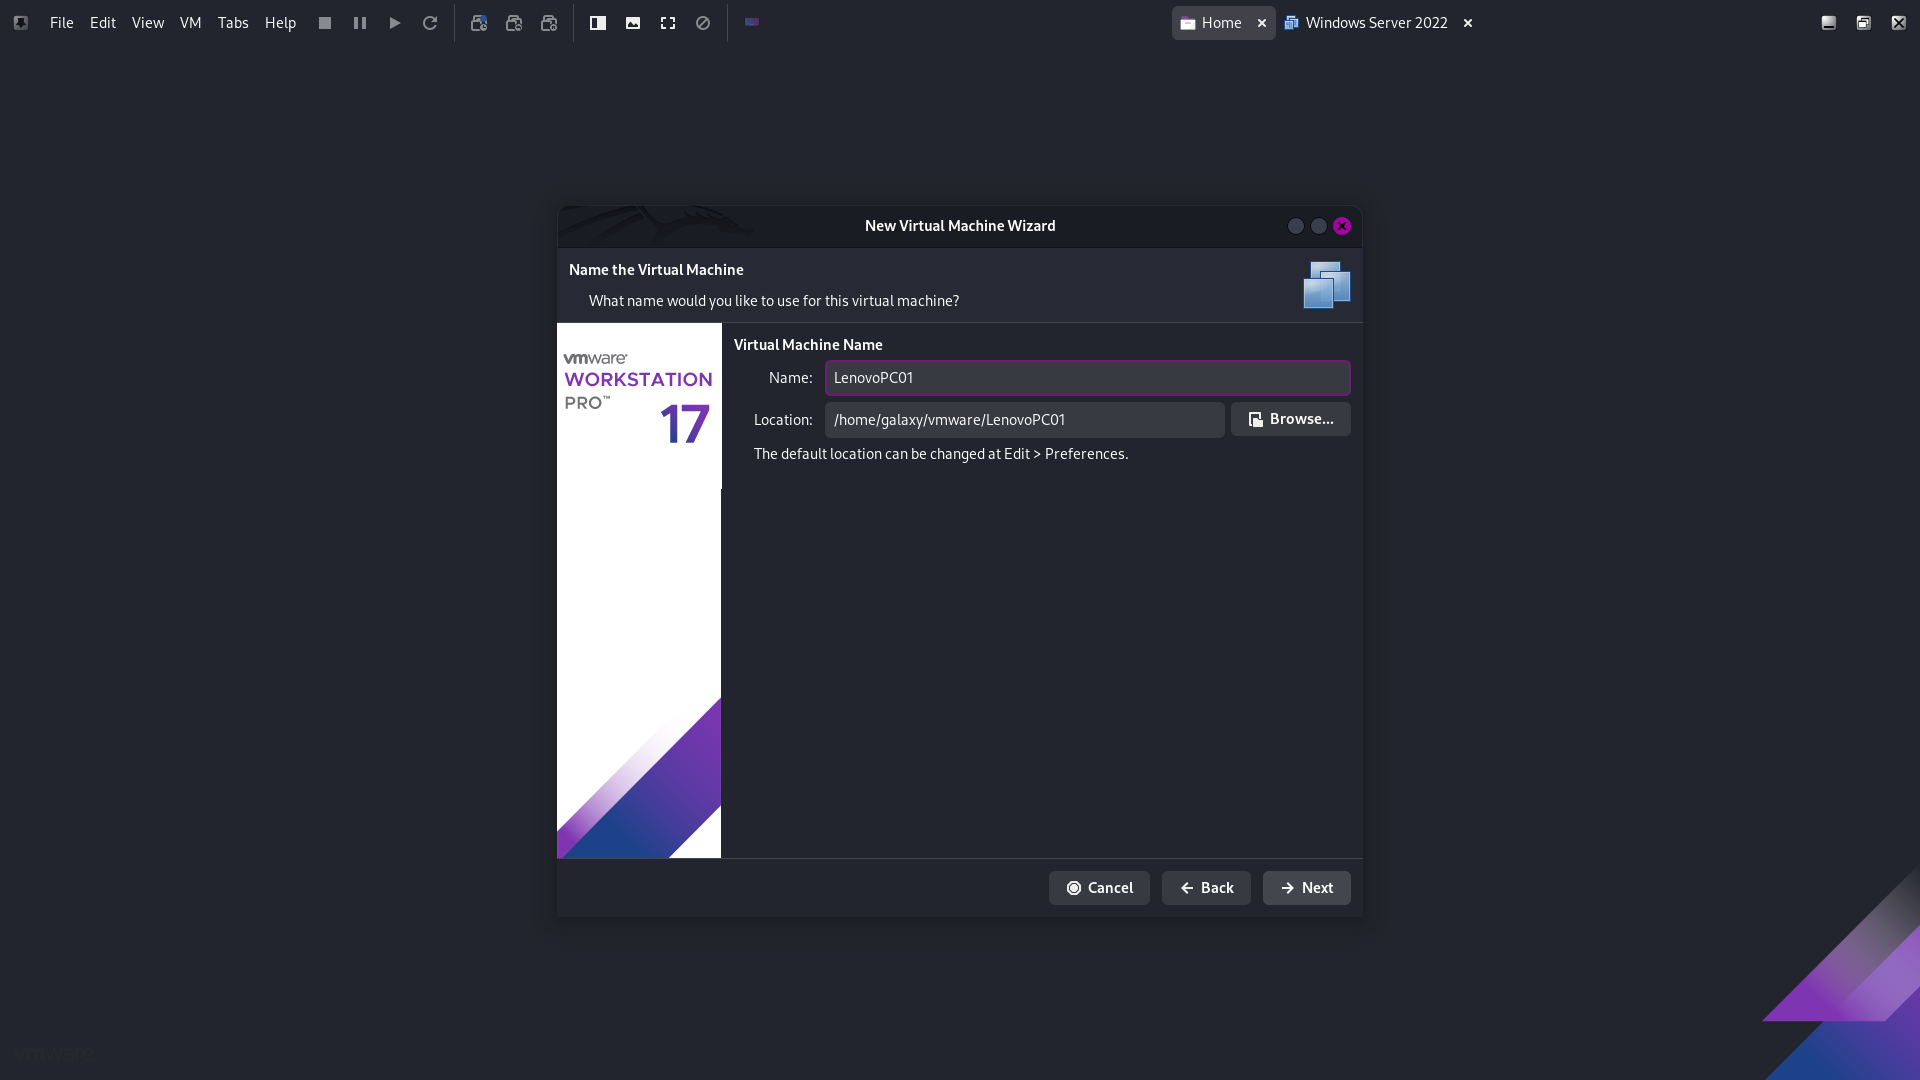 File Edit View VM Tabs Help
Home
Windows Server 2022
New Virtual Machine Wizard
Name the Virtual Machine
What name would you like to use for this virtual machine?
vmware®
WORKSTATION
PRO™
17
Virtual Machine Name
Name: LenovoPC01
Location: /home/galaxy/vmware/LenovoPC01 Browse...
The default location can be changed at Edit > Preferences.
Cancel Back Next
vmware